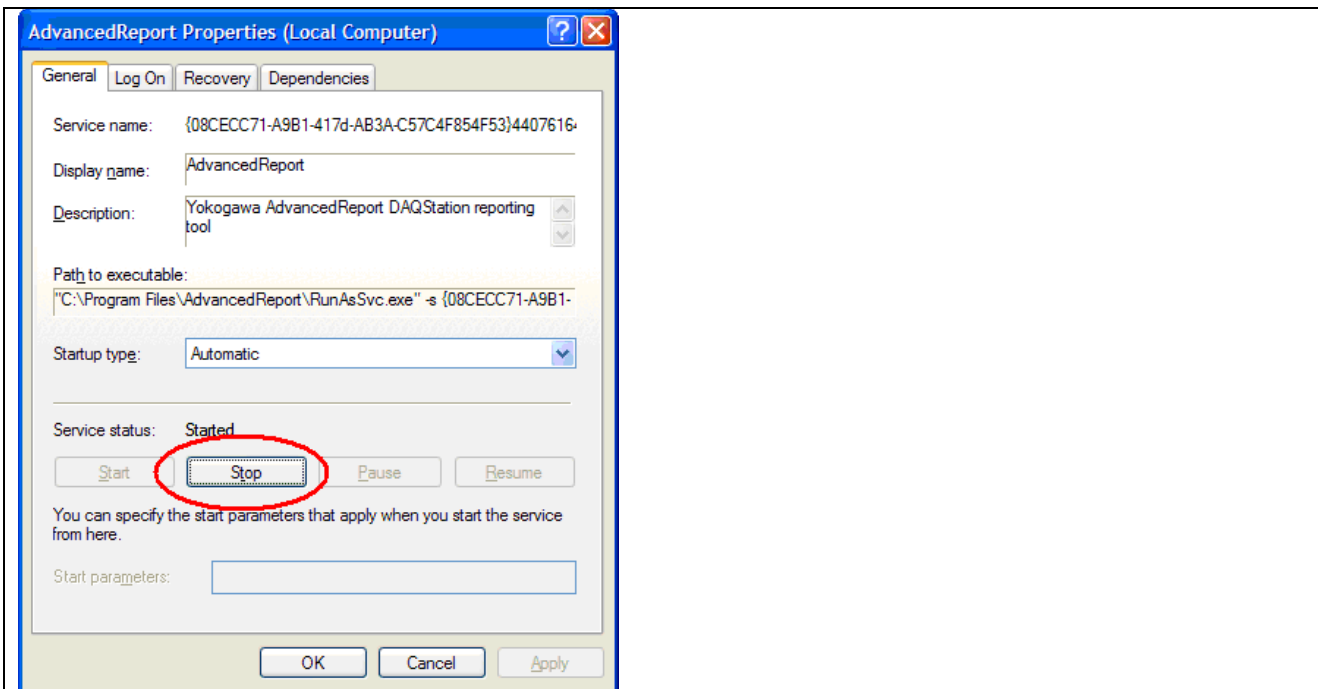 AdvancedReport Properties (Local Computer)
General Log On Recovery Dependencies
Service name: {08CECC71-A9B1-417d-AB3A-C57C4F854F53}44076164
Display name: AdvancedReport
Description: Yokogawa AdvancedReport DAQStation reporting
tool
Path to executable:
"C:\Program Files\AdvancedReport\RunAsSvc.exe" -s {08CECC71-A9B1-
Startup type: Automatic
Service status: Started
Start Stop Pause Resume
You can specify the start parameters that apply when you start the service
from here.
Start parameters:
OK Cancel Apply